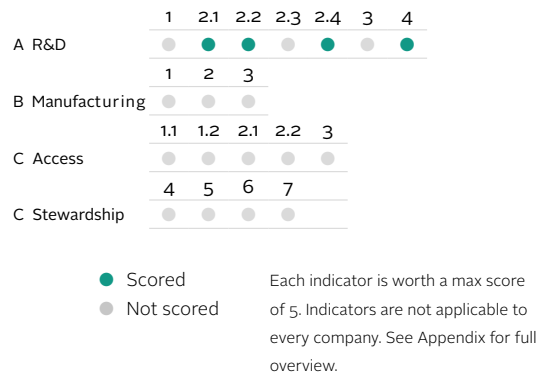 1 2.1 2.2 2.3 2.4 3 4
A R&D
1 2 3
B Manufacturing
1.1 1.2 2.1 2.2 3
C Access
4 5 6 7
C Stewardship
Scored
Not scored
Each indicator is worth a max score
of 5. Indicators are not applicable to
every company. See Appendix for full
overview.